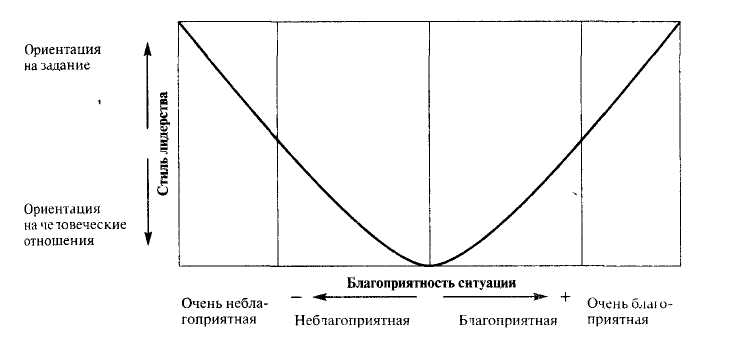 Ориентация
на задание
Стиль лидерства
Ориентация
на человеческие
отношения
Благоприятность ситуации
Очень небла-
гоприятная
− Неблагоприятная
Благоприятная +
Очень благо-
приятная